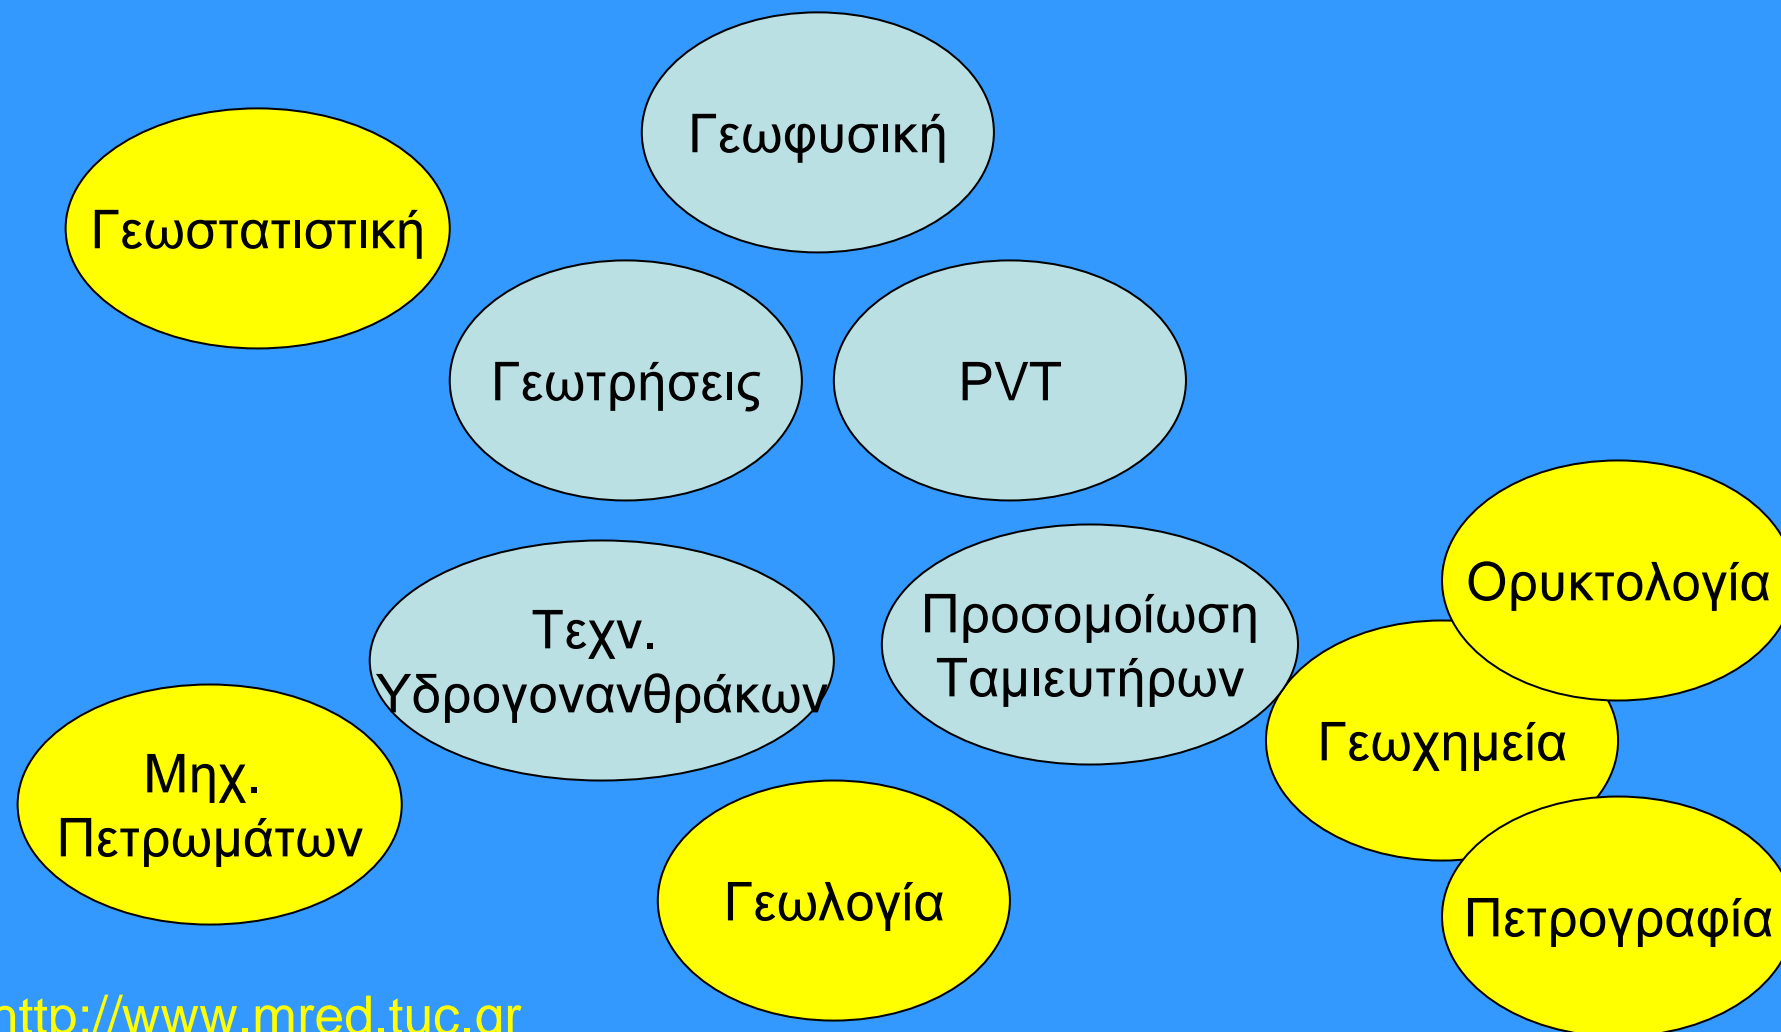 Γεωφυσική
Γεωστατιστική
Γεωτρήσεις
PVT
Ορυκτολογία
Τεχν.
Υδρογονανθράκων
Προσομοίωση
Ταμιευτήρων
Γεωχημεία
Μηχ.
Πετρωμάτων
Γεωλογία
Πετρογραφία
http://www.mred.tuc.gr